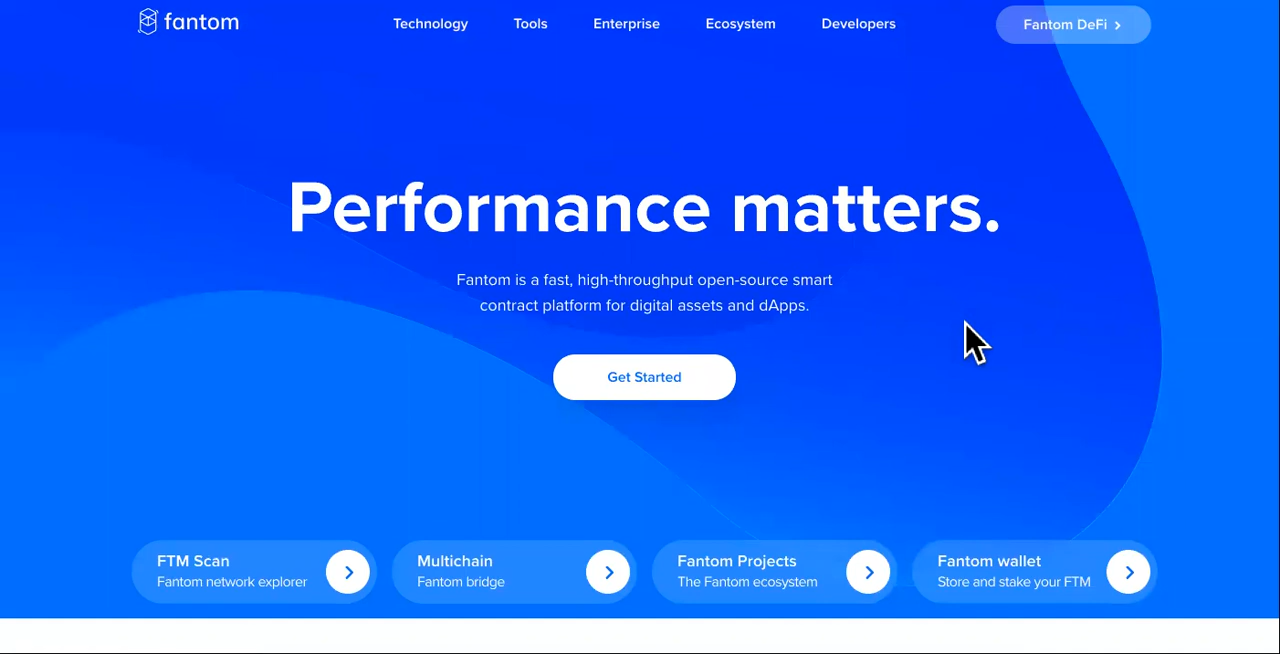 fantom
Technology
Tools
Enterprise
Ecosystem
Developers
Fantom DeFi
Performance matters.
Fantom is a fast, high-throughput open-source smart
contract platform for digital assets and dApps.
Get Started
FTM Scan
Fantom network explorer
Multichain
Fantom bridge
Fantom Projects
The Fantom ecosystem
Fantom wallet
Store and stake your FTM